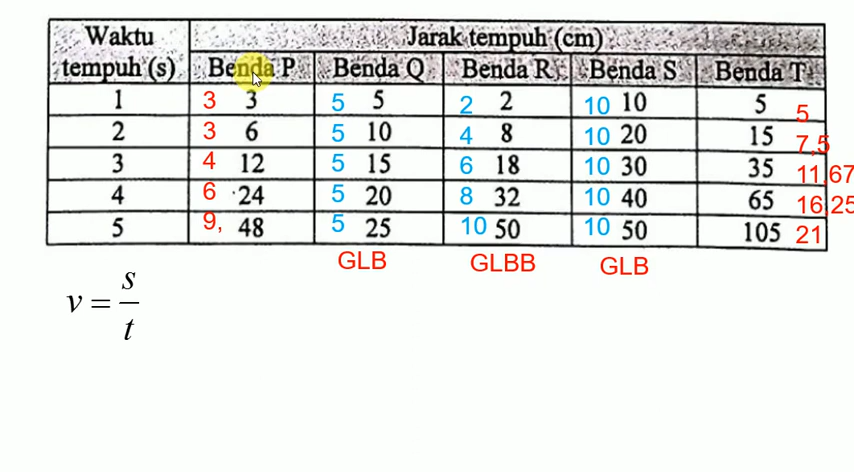 Waktu tempuh (s) Jarak tempuh (cm)
Benda P Benda Q Benda R Benda S Benda T
1 3 3 5 5 2 2 10 10 5 5
2 3 6 5 10 4 8 10 20 15 7,5
3 4 12 5 15 6 18 10 30 35 11,67
4 6 24 5 20 8 32 10 40 65 16,25
5 9, 48 5 25 10 50 10 50 105 21
GLB GLBB GLB
v = s/t